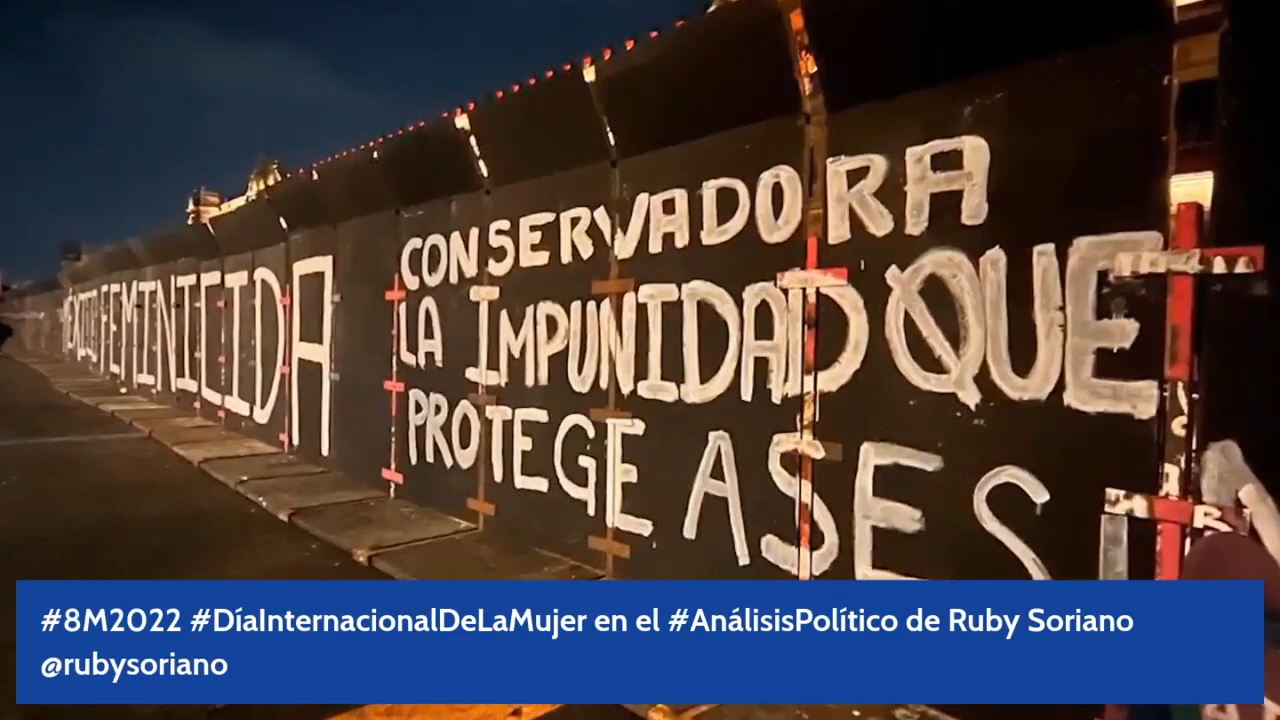 MÉXICO FEMINICIDA
CONSERVADORA
LA IMPUNIDAD QUE
PROTEGE ASES
#8M2022 #DíaInternacionalDeLaMujer en el #AnálisisPolítico de Ruby Soriano
@rubysoriano